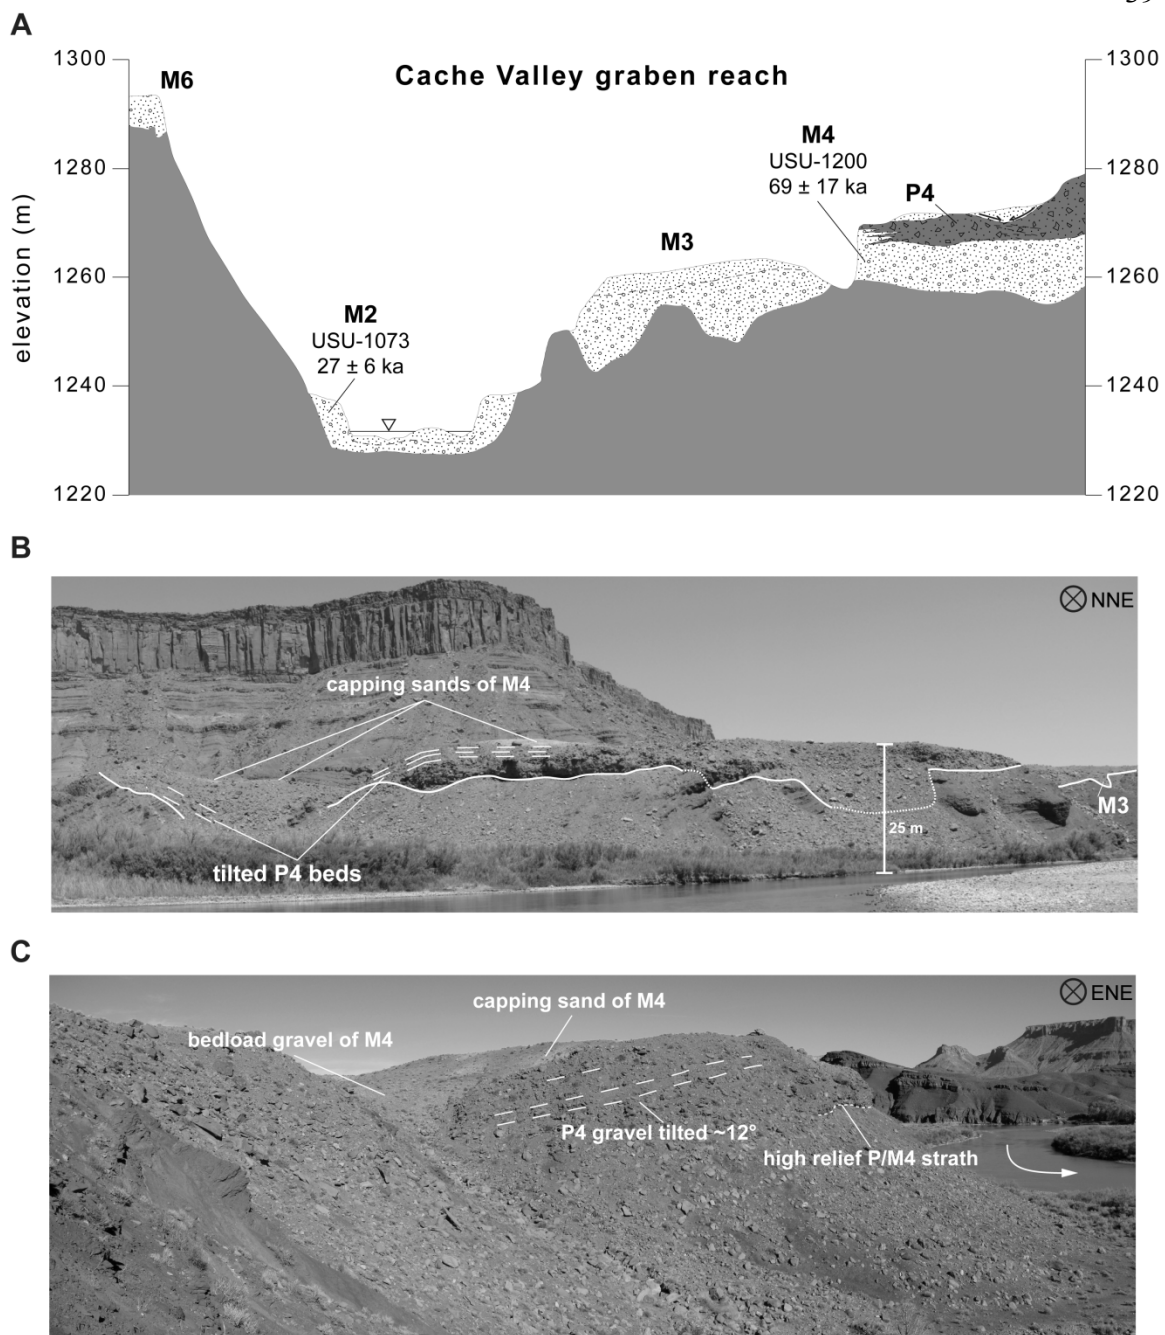 A
1300
1300
Cache Valley graben reach
M6
M4
USU-1200
69 ± 17 ka
1280
1280
P4
M3
elevation (m)
1260
1260
M2
USU-1073
27 ± 6 ka
1240
1240
1220
1220
B
NNE
capping sands of M4
M3
25 m
tilted P4 beds
C
ENE
capping sand of M4
bedload gravel of M4
P4 gravel tilted ~12°
high relief P/M4 strath